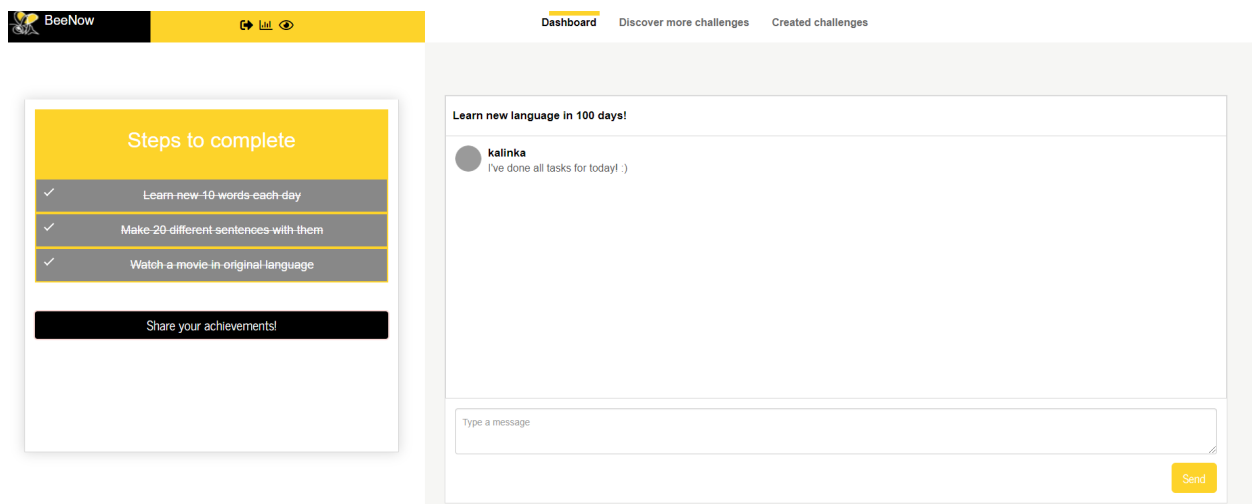 BeeNow
Dashboard Discover more challenges Created challenges
Steps to complete
Learn new 10 words each day
Make 20 different sentences with them
Watch a movie in original language
Share your achievements!
Learn new language in 100 days!
kalinka
I've done all tasks for today! :)
Type a message
Send